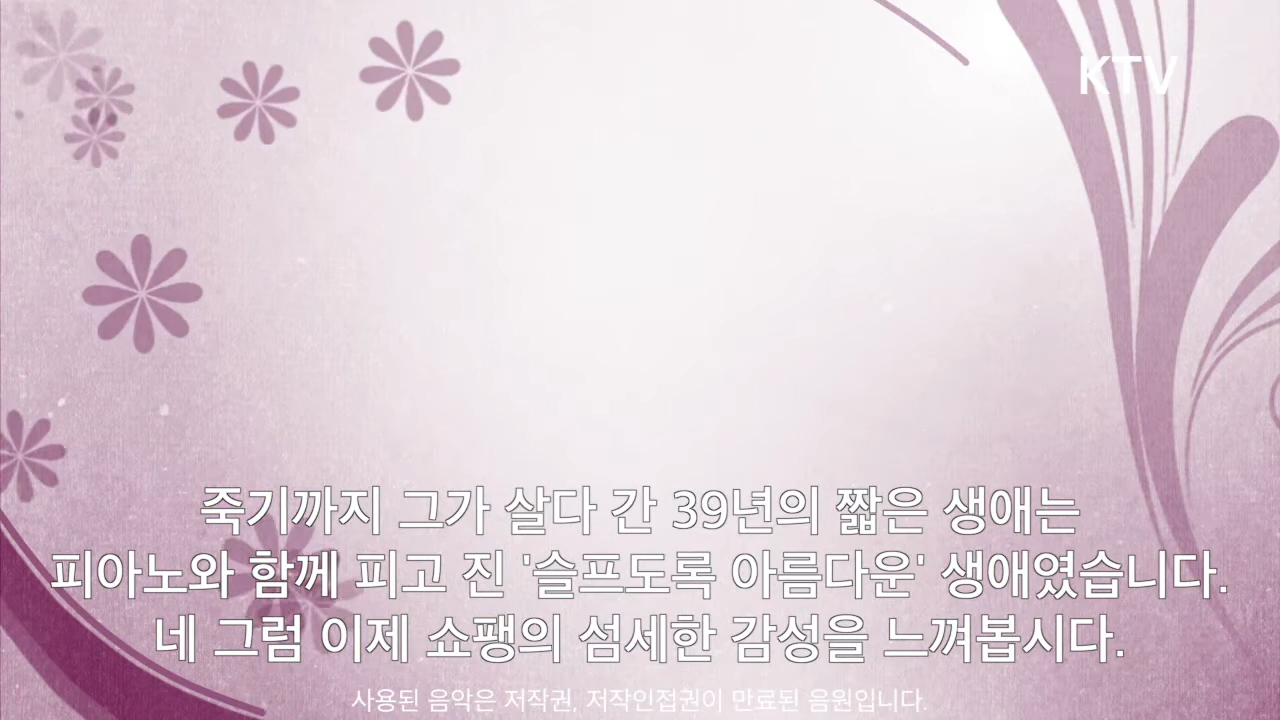 KTV
죽기까지 그가 살다 간 39년의 짧은 생애는
피아노와 함께 피고 진 '슬프도록 아름다운' 생애였습니다.
네 그럼 이제 쇼팽의 섬세한 감성을 느껴봅시다.
사용된 음악은 저작권, 저작인접권이 만료된 음원입니다.